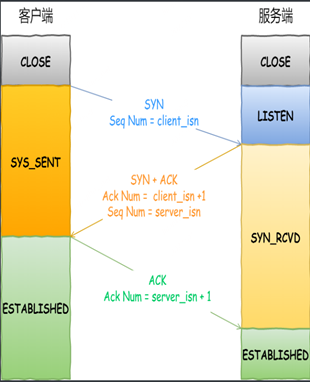 客户端
服务端
CLOSE
CLOSE
SYN
Seq Num = client_isn
LISTEN
SYS_SENT
SYN + ACK
Ack Num = client_isn +1
Seq Num = server_isn
SYN_RCVD
ACK
Ack Num = server_isn + 1
ESTABLISHED
ESTABLISHED